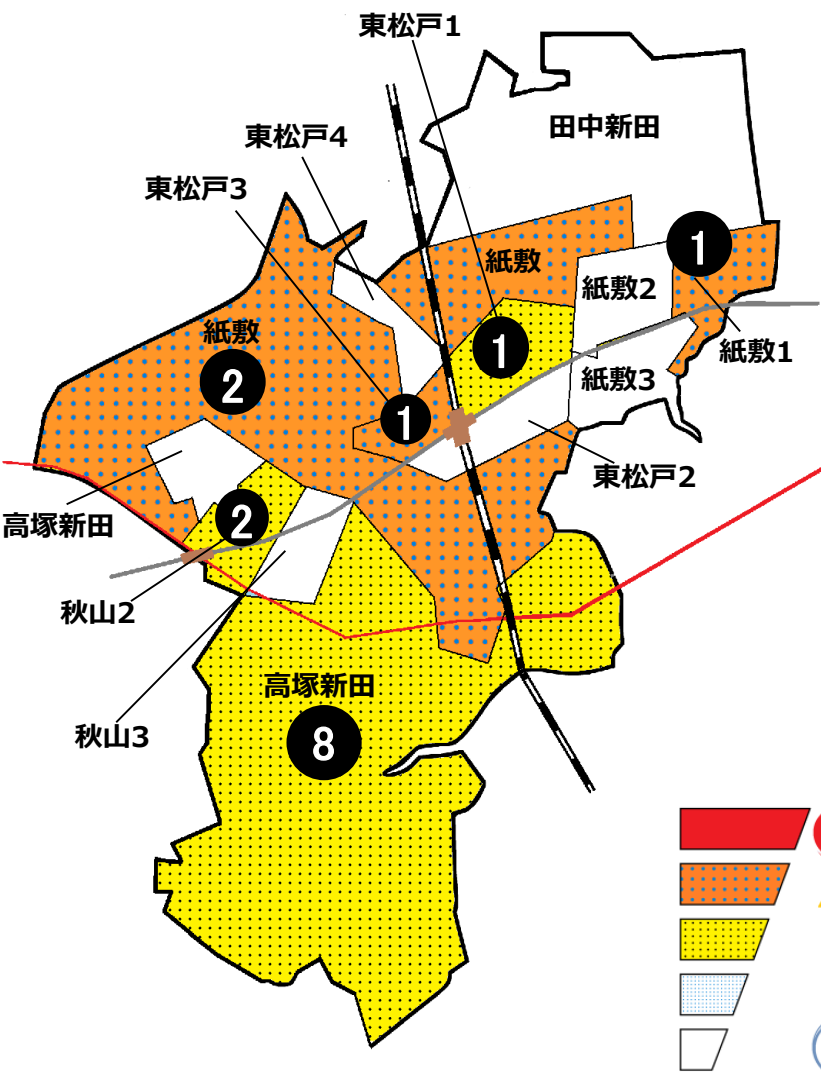 東松戸1
田中新田
東松戸4
東松戸3
紙敷
1
紙敷2
紙敷
1
紙敷1
2
紙敷3
1
東松戸2
高塚新田
2
秋山2
高塚新田
秋山3
8